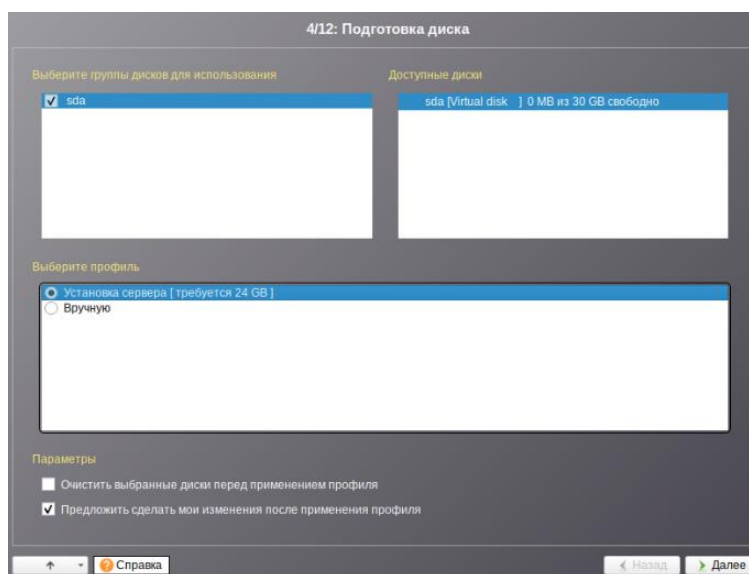 4/12: Подготовка диска
Выберите группы дисков для использования
Доступные диски
sda
sda [Virtual disk ] 0 MB из 30 GB свободно
Выберите профиль
Установка сервера [ требуется 24 GB ]
Вручную
Параметры
Очистить выбранные диски перед применением профиля
Предложить сделать мои изменения после применения профиля
Справка
Назад
Далее